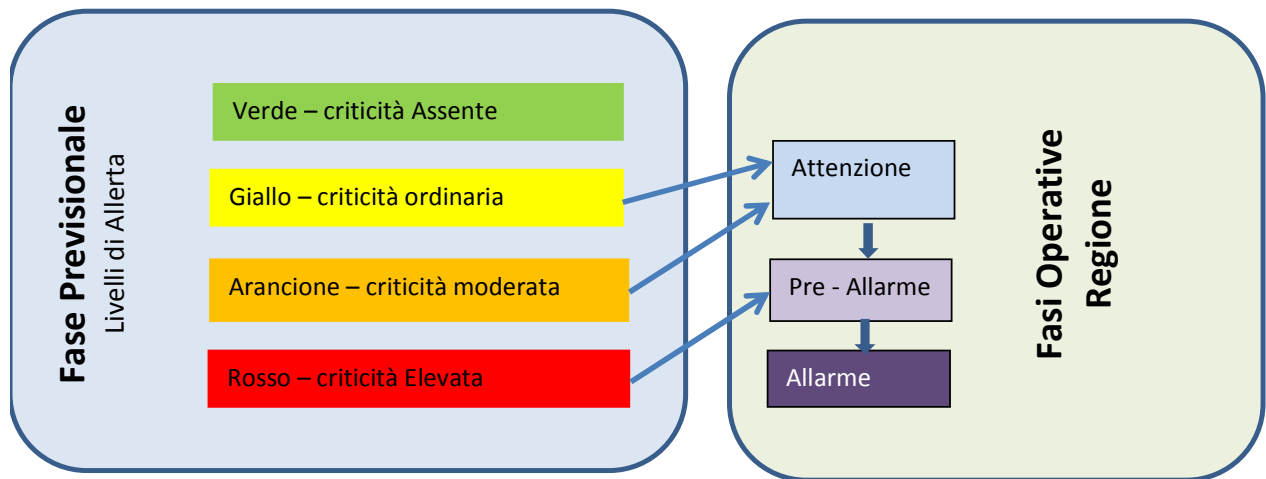 Fase Previsionale
Livelli di Allerta
Verde – criticità Assente
Giallo – criticità ordinaria
Arancione – criticità moderata
Rosso – criticità Elevata
Attenzione
Pre - Allarme
Allarme
Fasi Operative
Regione